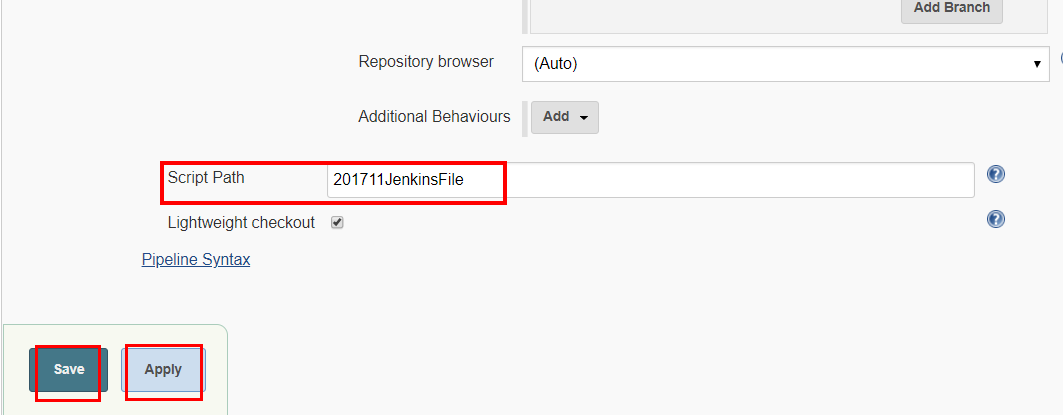 Add Branch
Repository browser
(Auto)
Additional Behaviours
Add
Script Path
201711JenkinsFile
Lightweight checkout
Pipeline Syntax
Save
Apply